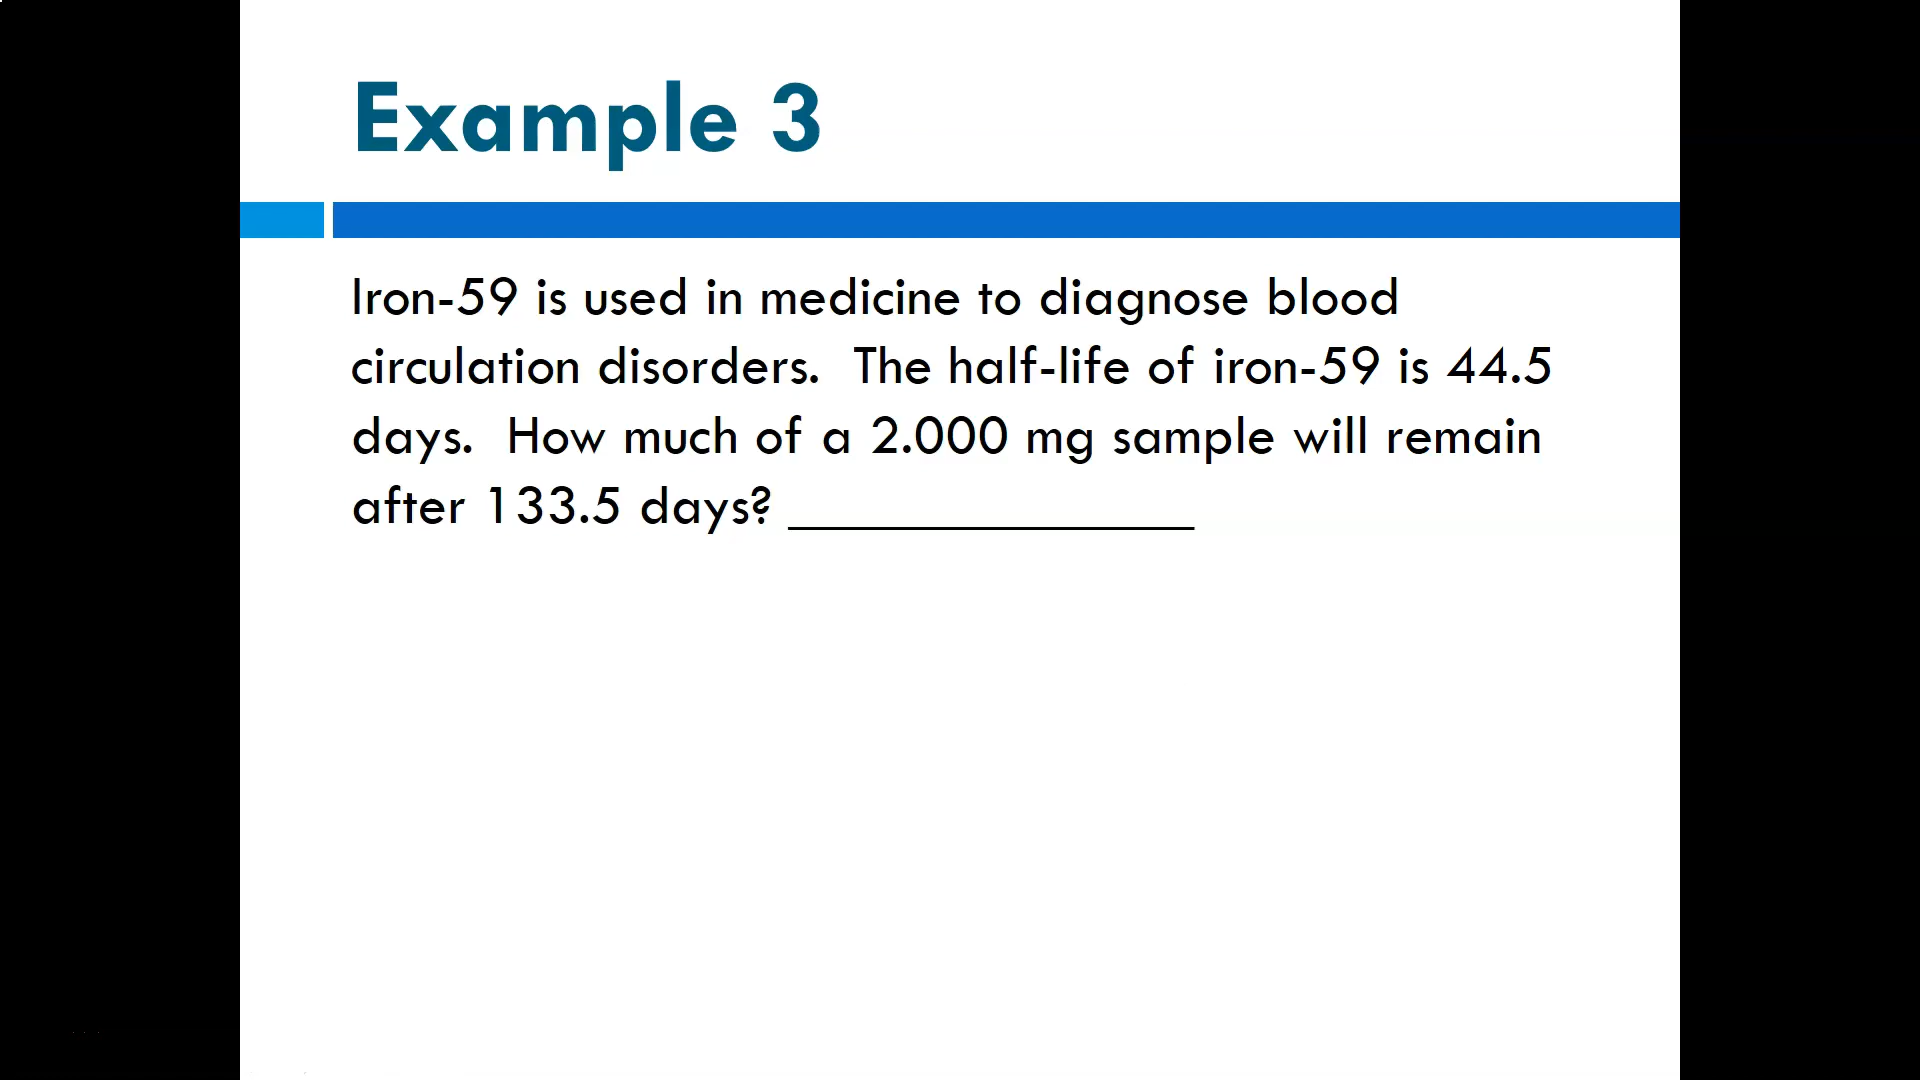 Example 3
Iron-59 is used in medicine to diagnose blood
circulation disorders.  The half-life of iron-59 is 44.5
days.  How much of a 2.000 mg sample will remain
after 133.5 days? _______________